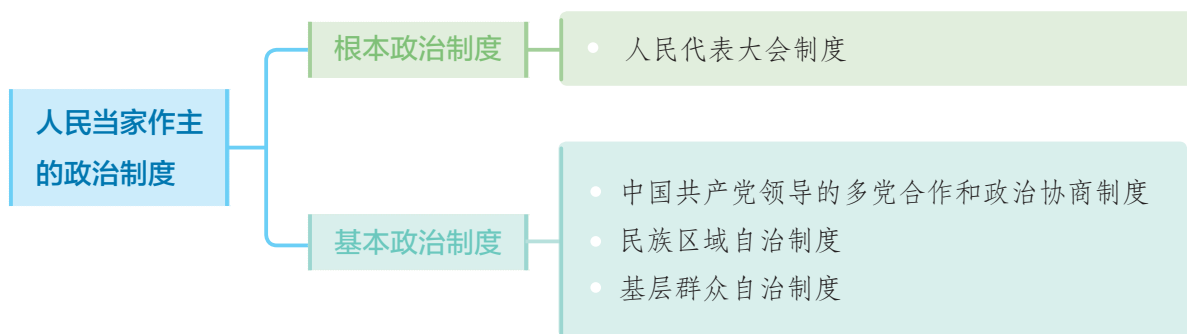 根本政治制度
人民代表大会制度
人民当家作主
的政治制度
中国共产党领导的多党合作和政治协商制度
基本政治制度
民族区域自治制度
基层群众自治制度